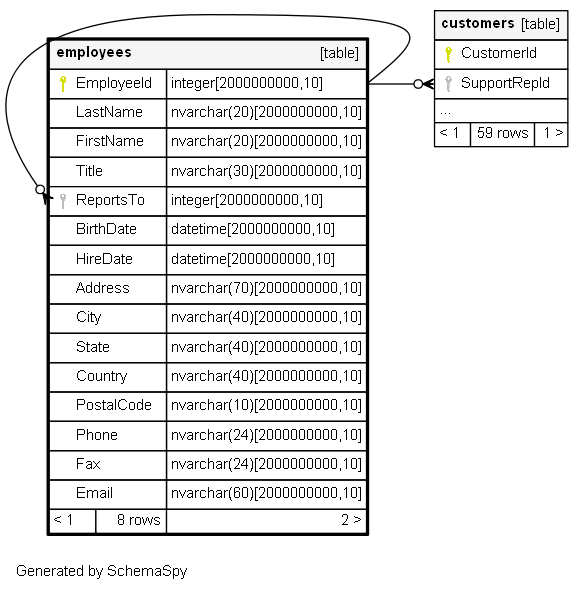 employees [table]
EmployeeId integer[2000000000,10]
LastName nvarchar(20)[2000000000,10]
FirstName nvarchar(20)[2000000000,10]
Title nvarchar(30)[2000000000,10]
ReportsTo integer[2000000000,10]
BirthDate datetime[2000000000,10]
HireDate datetime[2000000000,10]
Address nvarchar(70)[2000000000,10]
City nvarchar(40)[2000000000,10]
State nvarchar(40)[2000000000,10]
Country nvarchar(40)[2000000000,10]
PostalCode nvarchar(10)[2000000000,10]
Phone nvarchar(24)[2000000000,10]
Fax nvarchar(24)[2000000000,10]
Email nvarchar(60)[2000000000,10]
< 1 8 rows 2 >
customers [table]
CustomerId
SupportRepId
...
< 1 59 rows 1 >
Generated by SchemaSpy